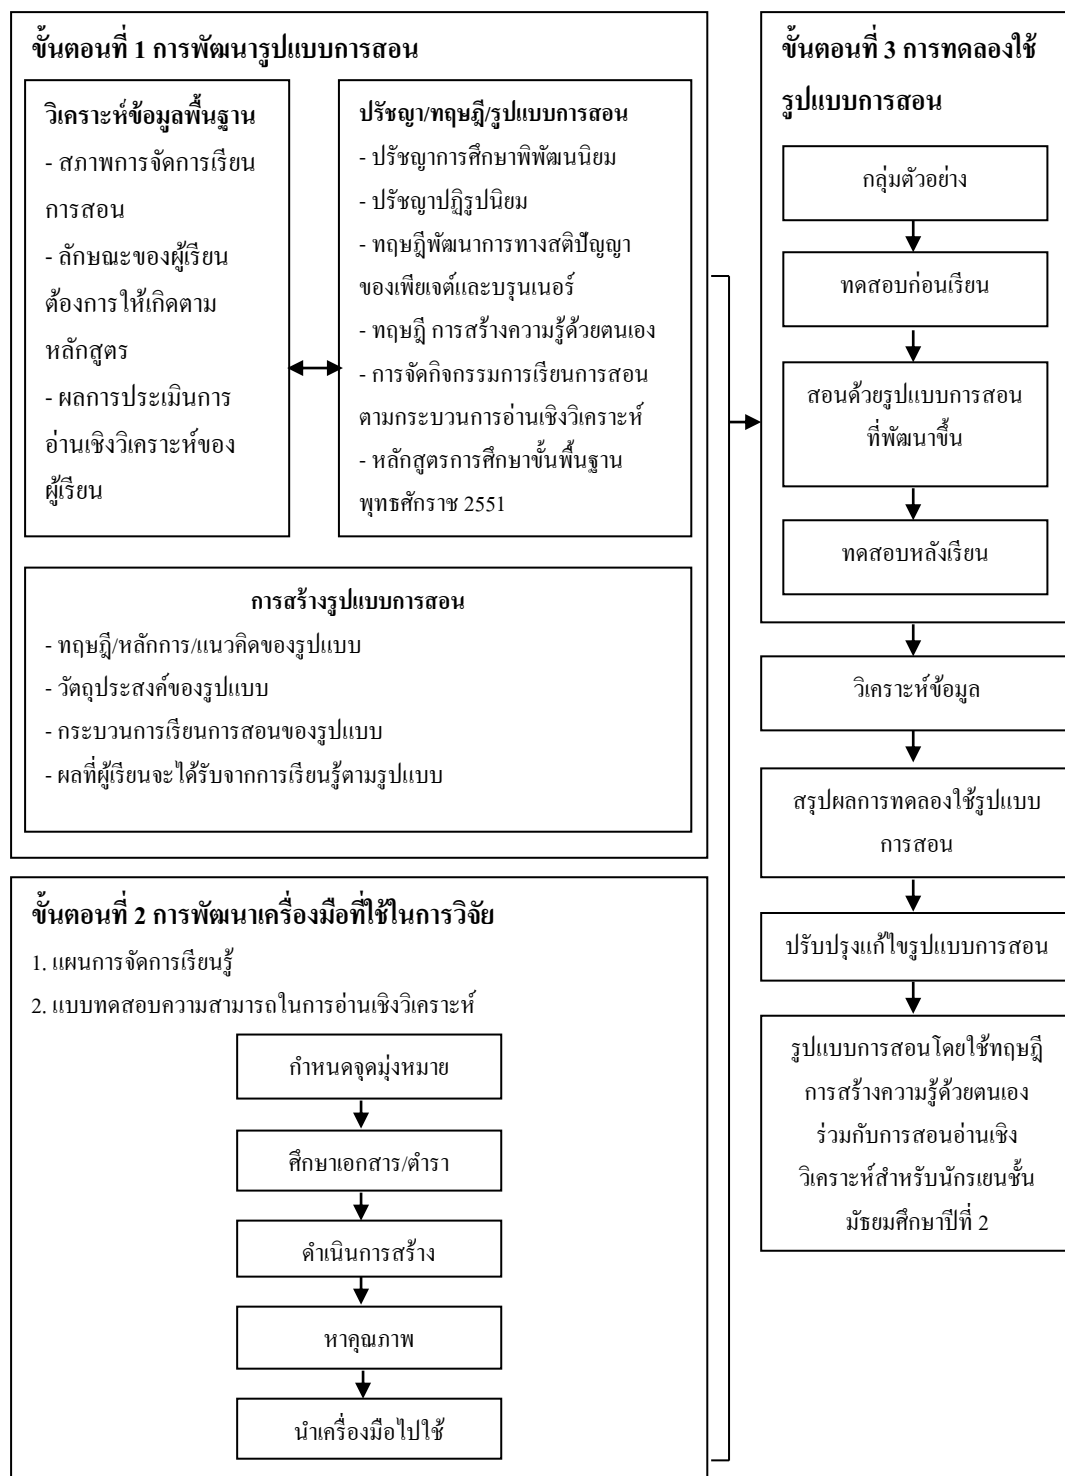 ขั้นตอนที่ 1 การพัฒนารูปแบบการสอน
วิเคราะห์ข้อมูลพื้นฐาน
- สภาพการจัดการเรียน
การสอน
- ลักษณะของผู้เรียน
ต้องการให้เกิดตาม
หลักสูตร
- ผลการประเมินการ
อ่านเชิงวิเคราะห์ของ
ผู้เรียน
ปรัชญา/ทฤษฎี/รูปแบบการสอน
- ปรัชญาการศึกษาพิพัฒนนิยม
- ปรัชญาปฏิรูปนิยม
- ทฤษฎีพัฒนาการทางสติปัญญา
ของเพียเจต์และบรุนเนอร์
- ทฤษฎี การสร้างความรู้ด้วยตนเอง
- การจัดกิจกรรมการเรียนการสอน
ตามกระบวนการอ่านเชิงวิเคราะห์
- หลักสูตรการศึกษาขั้นพื้นฐาน
พุทธศักราช 2551
การสร้างรูปแบบการสอน
- ทฤษฎี/หลักการ/แนวคิดของรูปแบบ
- วัตถุประสงค์ของรูปแบบ
- กระบวนการเรียนการสอนของรูปแบบ
- ผลที่ผู้เรียนจะได้รับจากการเรียนรู้ตามรูปแบบ
ขั้นตอนที่ 2 การพัฒนาเครื่องมือที่ใช้ในการวิจัย
1. แผนการจัดการเรียนรู้
2. แบบทดสอบความสามารถในการอ่านเชิงวิเคราะห์
กำหนดจุดมุ่งหมาย
ศึกษาเอกสาร/ตำรา
ดำเนินการสร้าง
หาคุณภาพ
นำเครื่องมือไปใช้
ขั้นตอนที่ 3 การทดลองใช้
รูปแบบการสอน
กลุ่มตัวอย่าง
ทดสอบก่อนเรียน
สอนด้วยรูปแบบการสอน
ที่พัฒนาขึ้น
ทดสอบหลังเรียน
วิเคราะห์ข้อมูล
สรุปผลการทดลองใช้รูปแบบ
การสอน
ปรับปรุงแก้ไขรูปแบบการสอน
รูปแบบการสอนโดยใช้ทฤษฎี
การสร้างความรู้ด้วยตนเอง
ร่วมกับการสอนอ่านเชิง
วิเคราะห์สำหรับนักรเยนชั้น
มัธยมศึกษาปีที่ 2